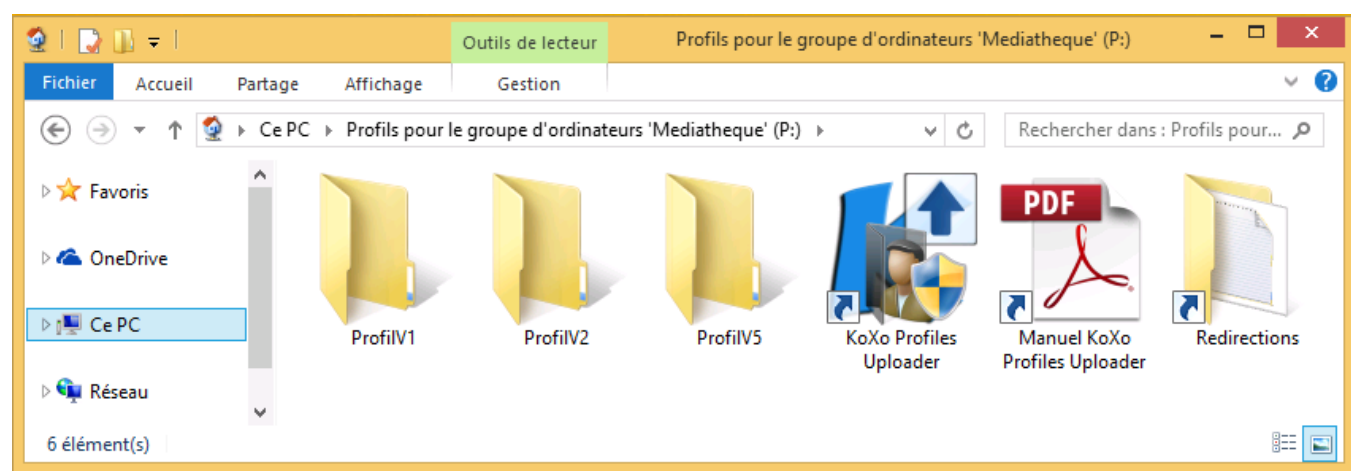 Outils de lecteur
Profils pour le groupe d'ordinateurs 'Mediatheque' (P:)
Fichier Accueil Partage Affichage Gestion
Ce PC Profils pour le groupe d'ordinateurs 'Mediatheque' (P:)
Rechercher dans : Profils pour...
Favoris
OneDrive
Ce PC
Réseau
ProfilV1
ProfilV2
ProfilV5
KoXo Profiles
Uploader
PDF
Manuel KoXo
Profiles Uploader
Redirections
6 élément(s)